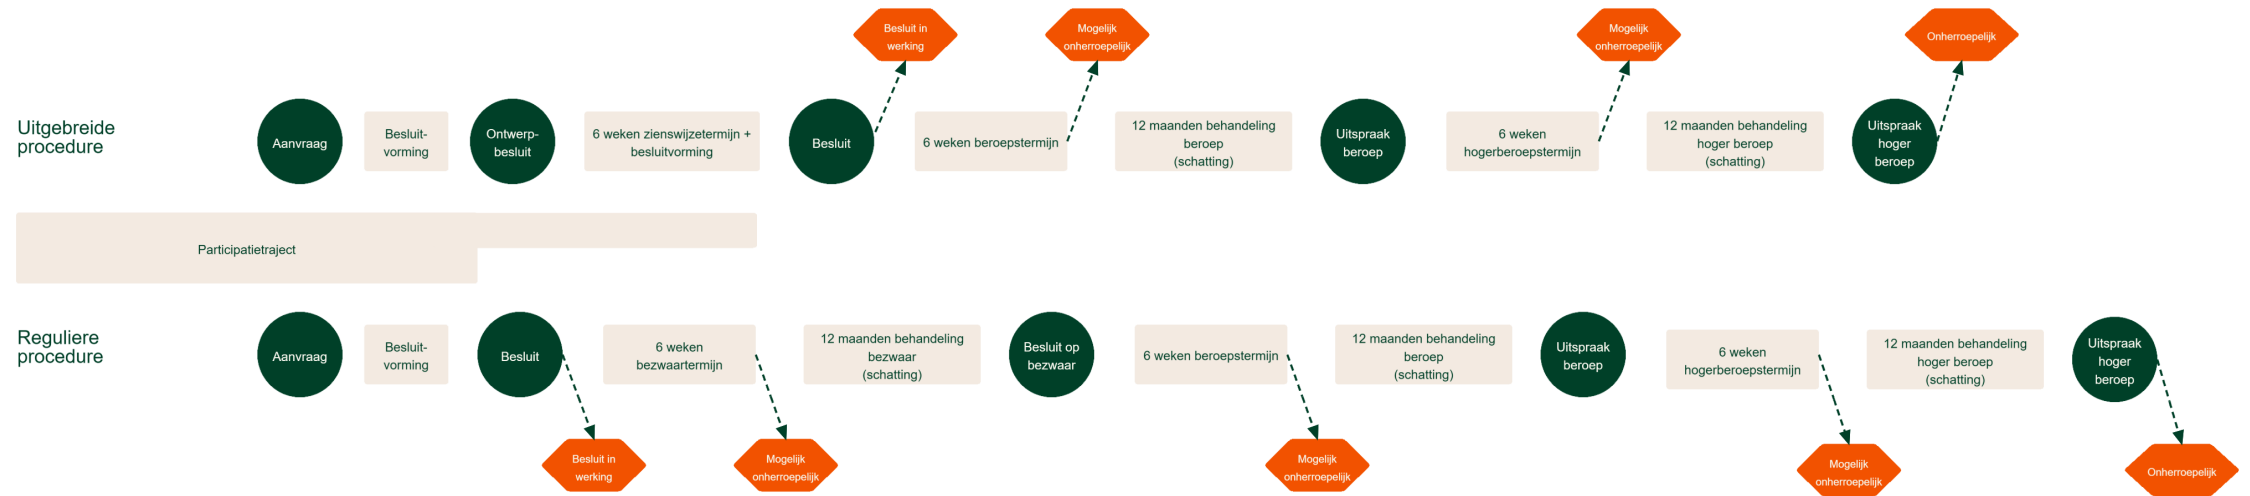 Besluit in
werking
Mogelijk
onherroepelijk
Mogelijk
onherroepelijk
Onherroepelijk
Uitgebreide
procedure
Aanvraag
Besluit-
vorming
Ontwerp-
besluit
6 weken zienswijzetermijn +
besluitvorming
Besluit
6 weken beroepstermijn
12 maanden behandeling
beroep
(schatting)
Uitspraak
beroep
6 weken
hogerberoepstermijn
12 maanden behandeling
hoger beroep
(schatting)
Uitspraak
hoger
beroep
Participatietraject
Reguliere
procedure
Aanvraag
Besluit-
vorming
Besluit
6 weken
bezwaartermijn
12 maanden behandeling
bezwaar
(schatting)
Besluit op
bezwaar
6 weken beroepstermijn
12 maanden behandeling
beroep
(schatting)
Uitspraak
beroep
6 weken
hogerberoepstermijn
12 maanden behandeling
hoger beroep
(schatting)
Uitspraak
hoger
beroep
Besluit in
werking
Mogelijk
onherroepelijk
Mogelijk
onherroepelijk
Mogelijk
onherroepelijk
Onherroepelijk